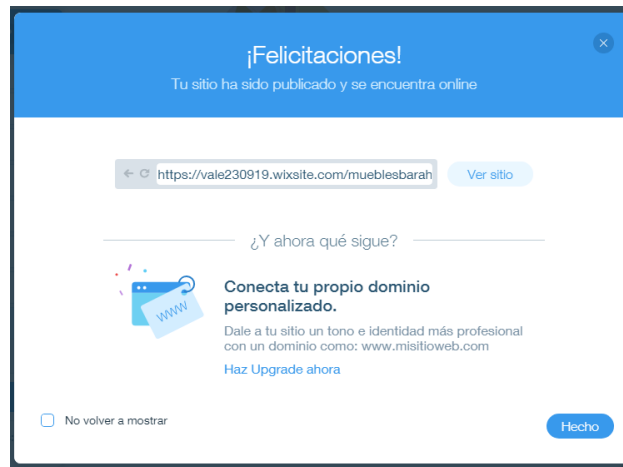 ¡Felicitaciones!
Tu sitio ha sido publicado y se encuentra online
https://vale230919.wixsite.com/mueblesbarah
Ver sitio
¿Y ahora qué sigue?
www
Conecta tu propio dominio
personalizado.
Dale a tu sitio un tono e identidad más profesional
con un dominio como: www.misitioweb.com
Haz Upgrade ahora
No volver a mostrar
Hecho